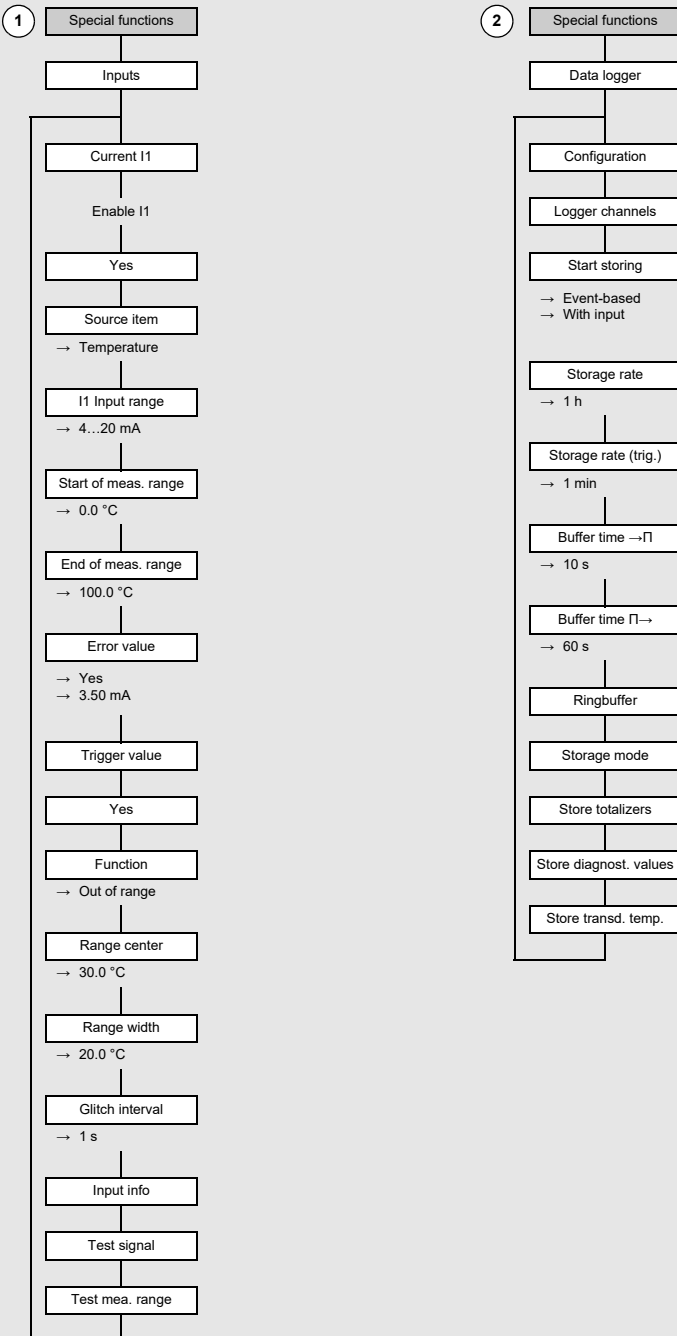 1
Special functions
Inputs
Current I1
Enable I1
Yes
Source item
→ Temperature
I1 Input range
→ 4…20 mA
Start of meas. range
→ 0.0 °C
End of meas. range
→ 100.0 °C
Error value
→ Yes
→ 3.50 mA
Trigger value
Yes
Function
→ Out of range
Range center
→ 30.0 °C
Range width
→ 20.0 °C
Glitch interval
→ 1 s
Input info
Test signal
Test mea. range
2
Special functions
Data logger
Configuration
Logger channels
Start storing
→ Event-based
→ With input
Storage rate
→ 1 h
Storage rate (trig.)
→ 1 min
Buffer time →Π
→ 10 s
Buffer time Π→
→ 60 s
Ringbuffer
Storage mode
Store totalizers
Store diagnost. values
Store transd. temp.